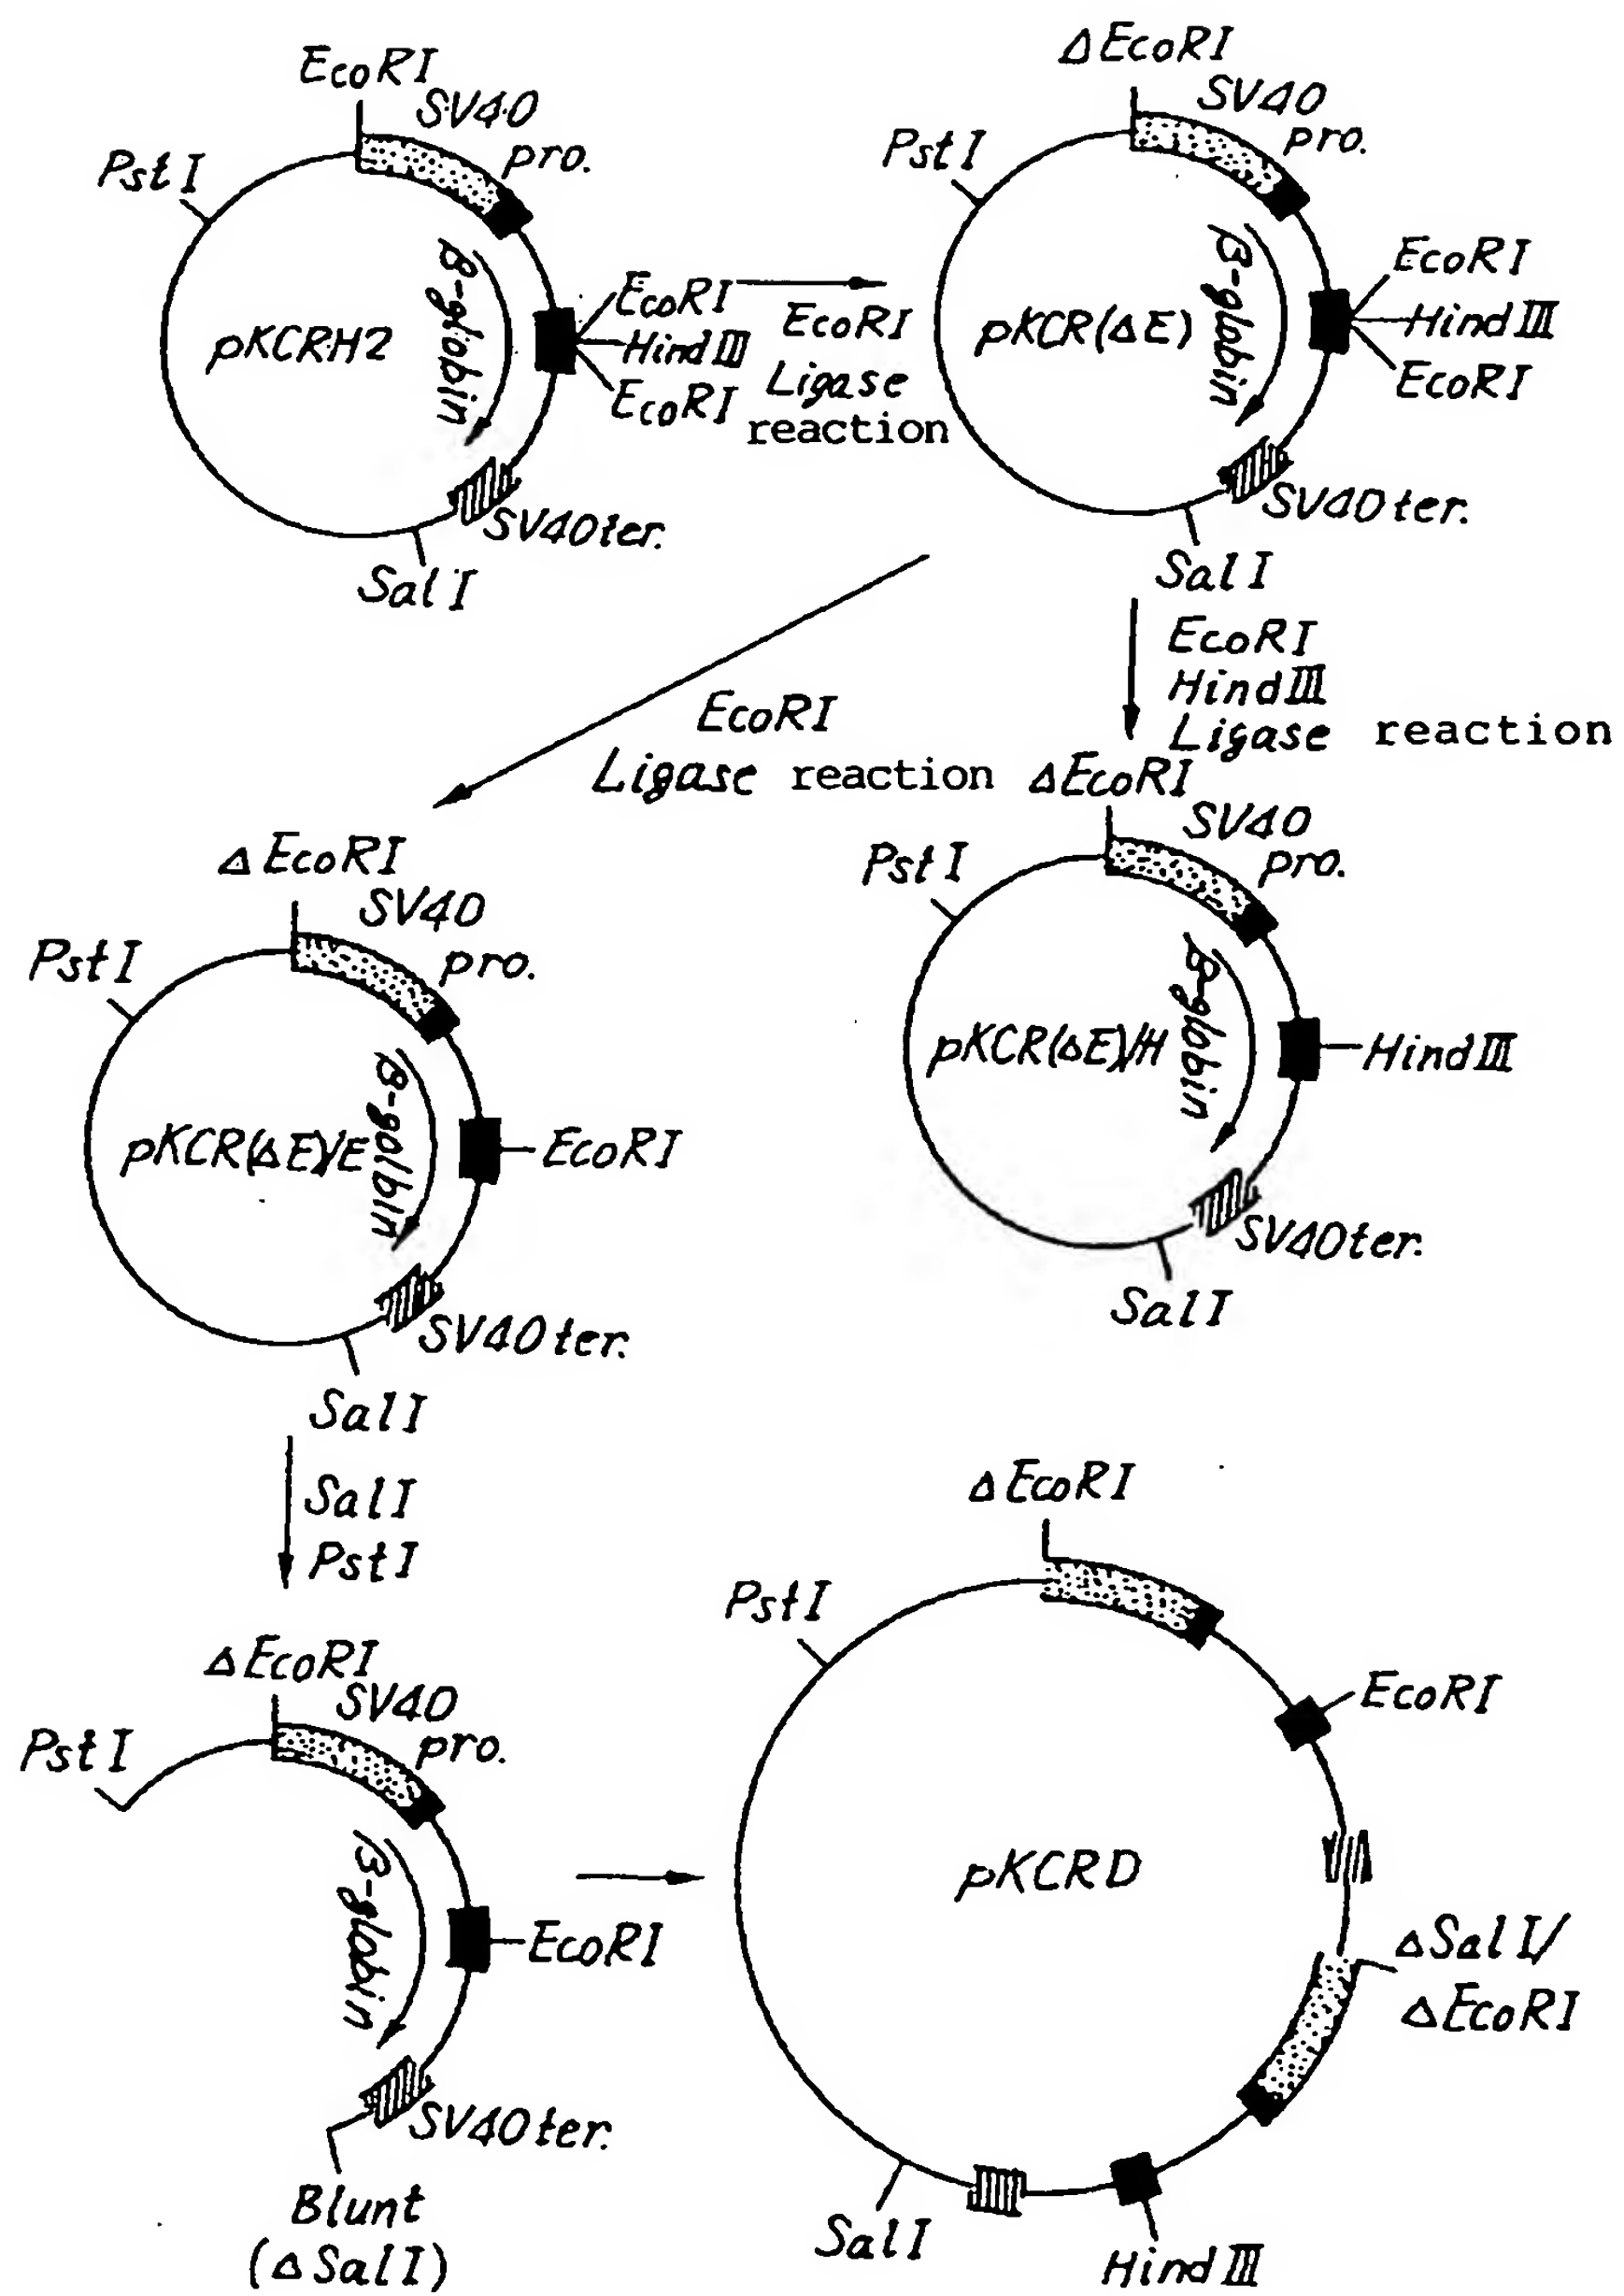 EcoRI
SV40
pro.
PstI
β-globin
pKCRH2
EcoRI
HindIII
EcoRI
SV40ter.
SalI
EcoRI
Ligase
reaction
ΔEcoRI
SV40
pro.
PstI
β-globin
pKCR(ΔE)
EcoRI
HindIII
EcoRI
SV40ter.
SalI
EcoRI
HindIII
Ligase reaction
EcoRI
Ligase reaction
ΔEcoRI
SV40
pro.
PstI
β-globin
pKCR(ΔE)/H
HindIII
SV40ter.
SalI
ΔEcoRI
SV40
pro.
PstI
β-golbin
pKCR(ΔE)/E
EcoRI
SV40ter.
SalI
SalI
PstI
ΔEcoRI
SV40
pro.
PstI
β-globin
EcoRI
SV40ter.
Blunt
(ΔSalI)
ΔEcoRI
PstI
EcoRI
pKCRD
ΔSalI/
ΔEcoRI
SalI
HindIII